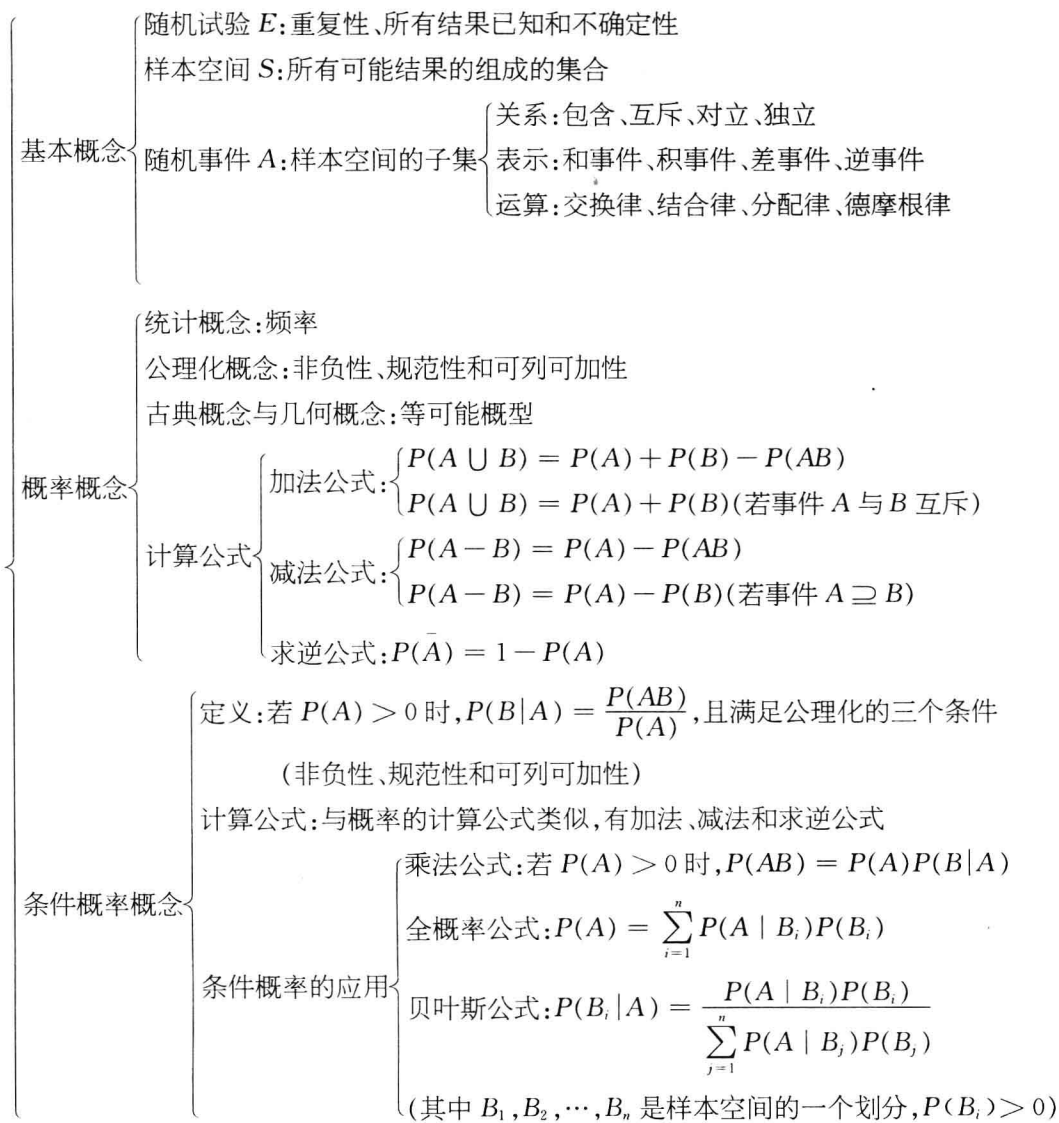 随机试验 E:重复性、所有结果已知和不确定性
样本空间 S:所有可能结果的组成的集合
基本概念
随机事件 A:样本空间的子集
关系:包含、互斥、对立、独立
表示:和事件、积事件、差事件、逆事件
运算:交换律、结合律、分配律、德摩根律
概率概念
统计概念:频率
公理化概念:非负性、规范性和可列可加性
古典概念与几何概念:等可能概型
计算公式
加法公式:
P(A ∪ B) = P(A) + P(B) − P(AB)
P(A ∪ B) = P(A) + P(B)(若事件 A 与 B 互斥)
减法公式:
P(A − B) = P(A) − P(AB)
P(A − B) = P(A) − P(B)(若事件 A ⊇ B)
求逆公式:P(Ā) = 1 − P(A)
条件概率概念
定义:若 P(A) > 0 时,P(B|A) = P(AB)/P(A),且满足公理化的三个条件
(非负性、规范性和可列可加性)
计算公式:与概率的计算公式类似,有加法、减法和求逆公式
条件概率的应用
乘法公式:若 P(A) > 0 时,P(AB) = P(A)P(B|A)
全概率公式:P(A) = ∑_{i=1}^{n} P(A | B_i)P(B_i)
贝叶斯公式:P(B_i|A) = P(A | B_i)P(B_i) / ∑_{j=1}^{n} P(A | B_j)P(B_j)
(其中 B_1,B_2,⋯,B_n 是样本空间的一个划分,P(B_i) > 0)